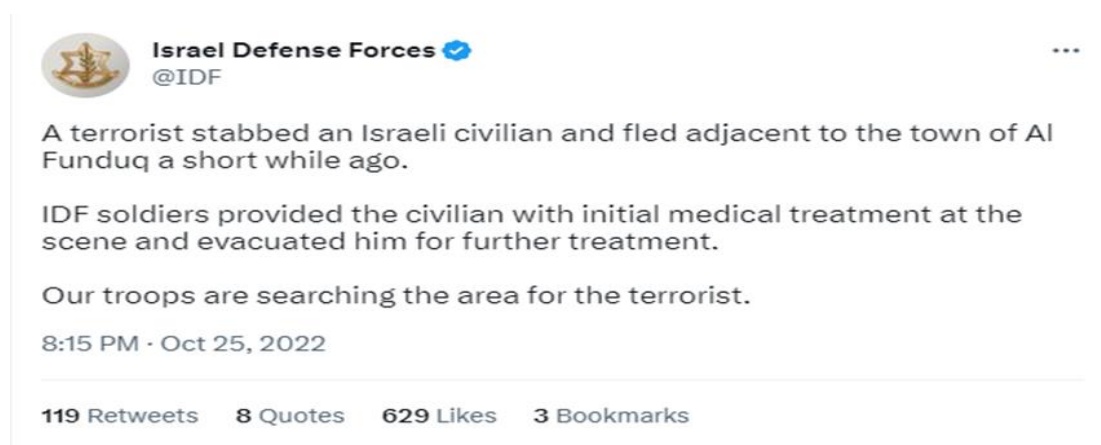 Israel Defense Forces
@IDF
A terrorist stabbed an Israeli civilian and fled adjacent to the town of Al
Funduq a short while ago.
IDF soldiers provided the civilian with initial medical treatment at the
scene and evacuated him for further treatment.
Our troops are searching the area for the terrorist.
8:15 PM · Oct 25, 2022
119 Retweets 8 Quotes 629 Likes 3 Bookmarks